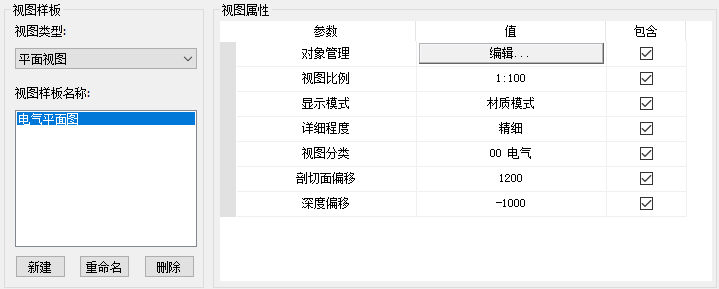 视图样板
视图类型:
平面视图
视图样板名称:
电气平面图
新建 重命名 删除
视图属性
参数 值 包含
对象管理 编辑...
视图比例 1:100
显示模式 材质模式
详细程度 精细
视图分类 00 电气
剖切面偏移 1200
深度偏移 -1000